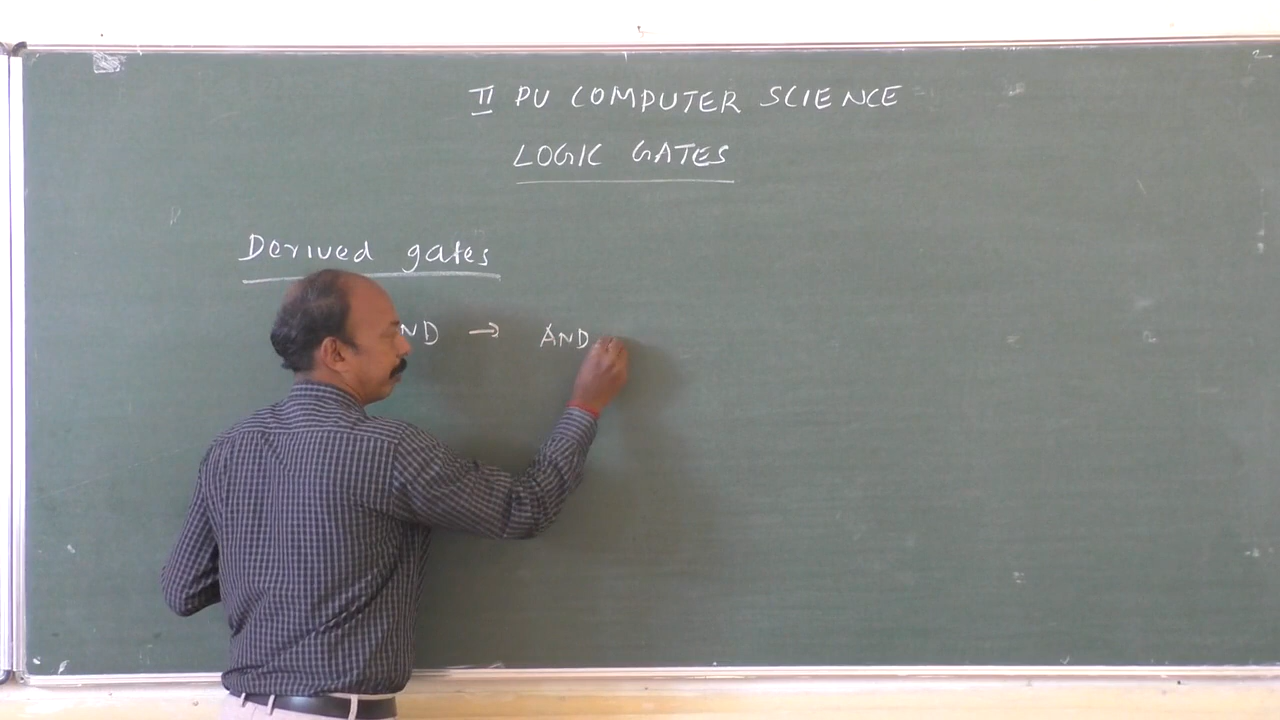 II PU COMPUTER SCIENCE
LOGIC GATES
Derived gates
ND → AND